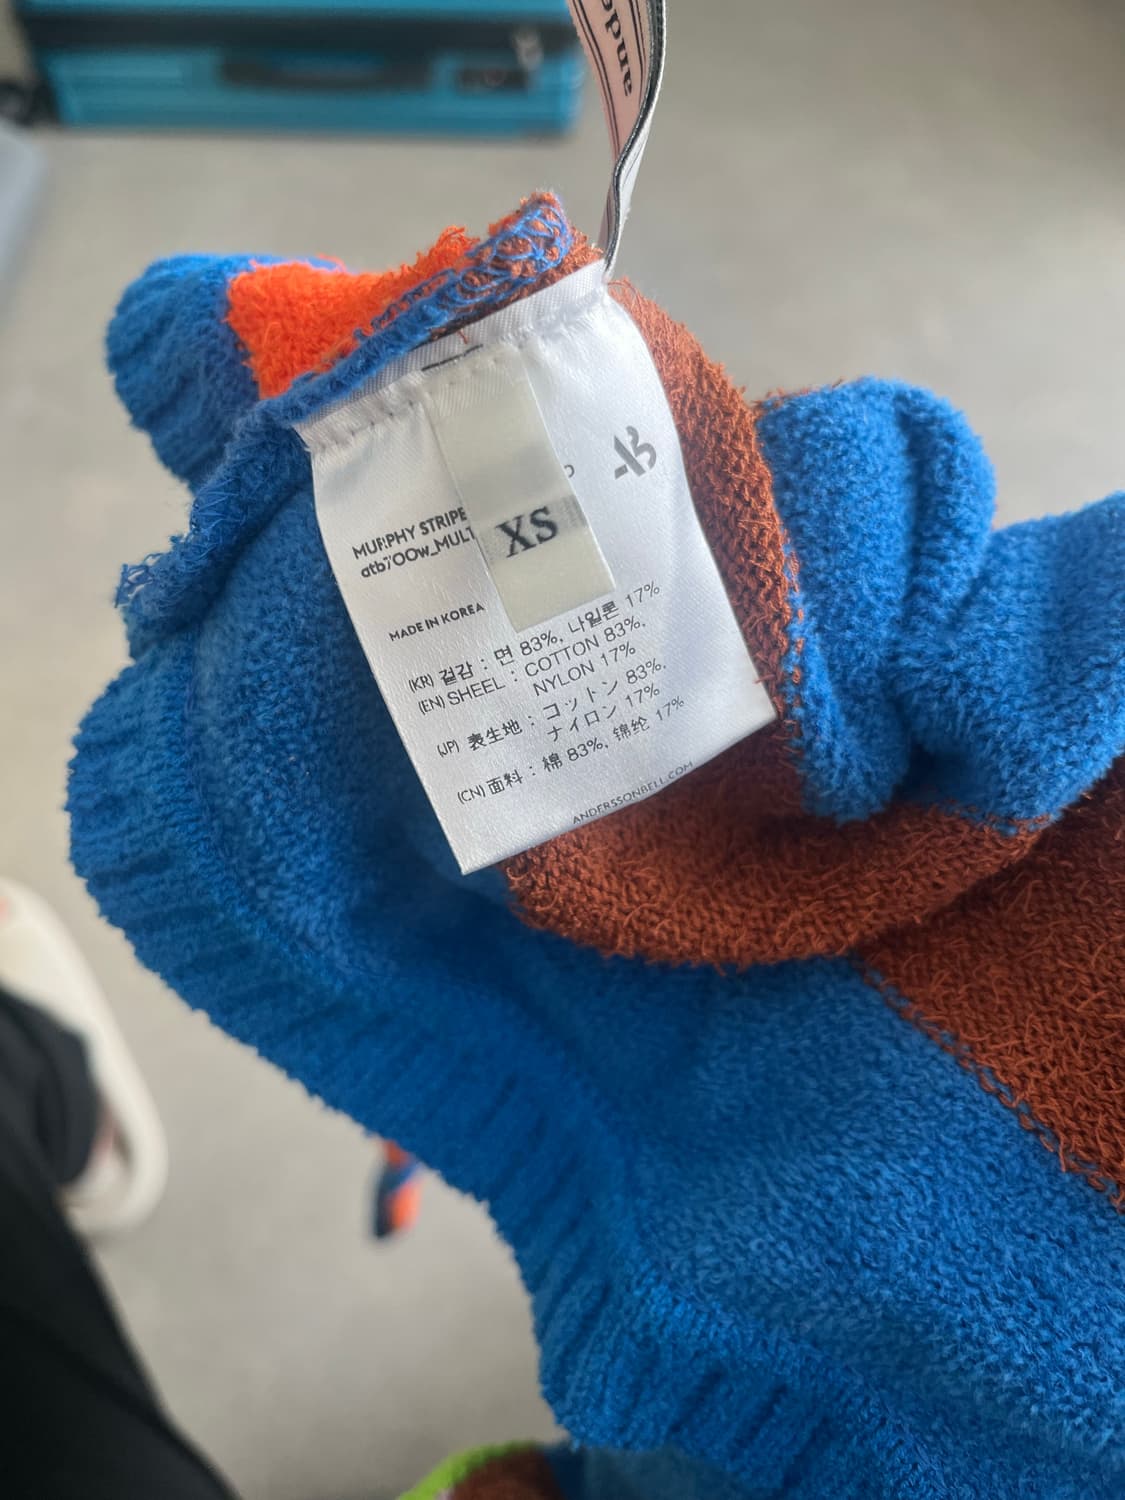 MURPHY STRIPE
atb700w_MULT
XS
MADE IN KOREA
(KR) 겉감 : 면 83%, 나일론 17%
(EN) SHEEL : COTTON 83%,
NYLON 17%
(JP) 表生地 : コットン 83%,
ナイロン 17%
(CN) 面料 : 棉 83%, 锦纶 17%
ANDERSSONBELL.COM